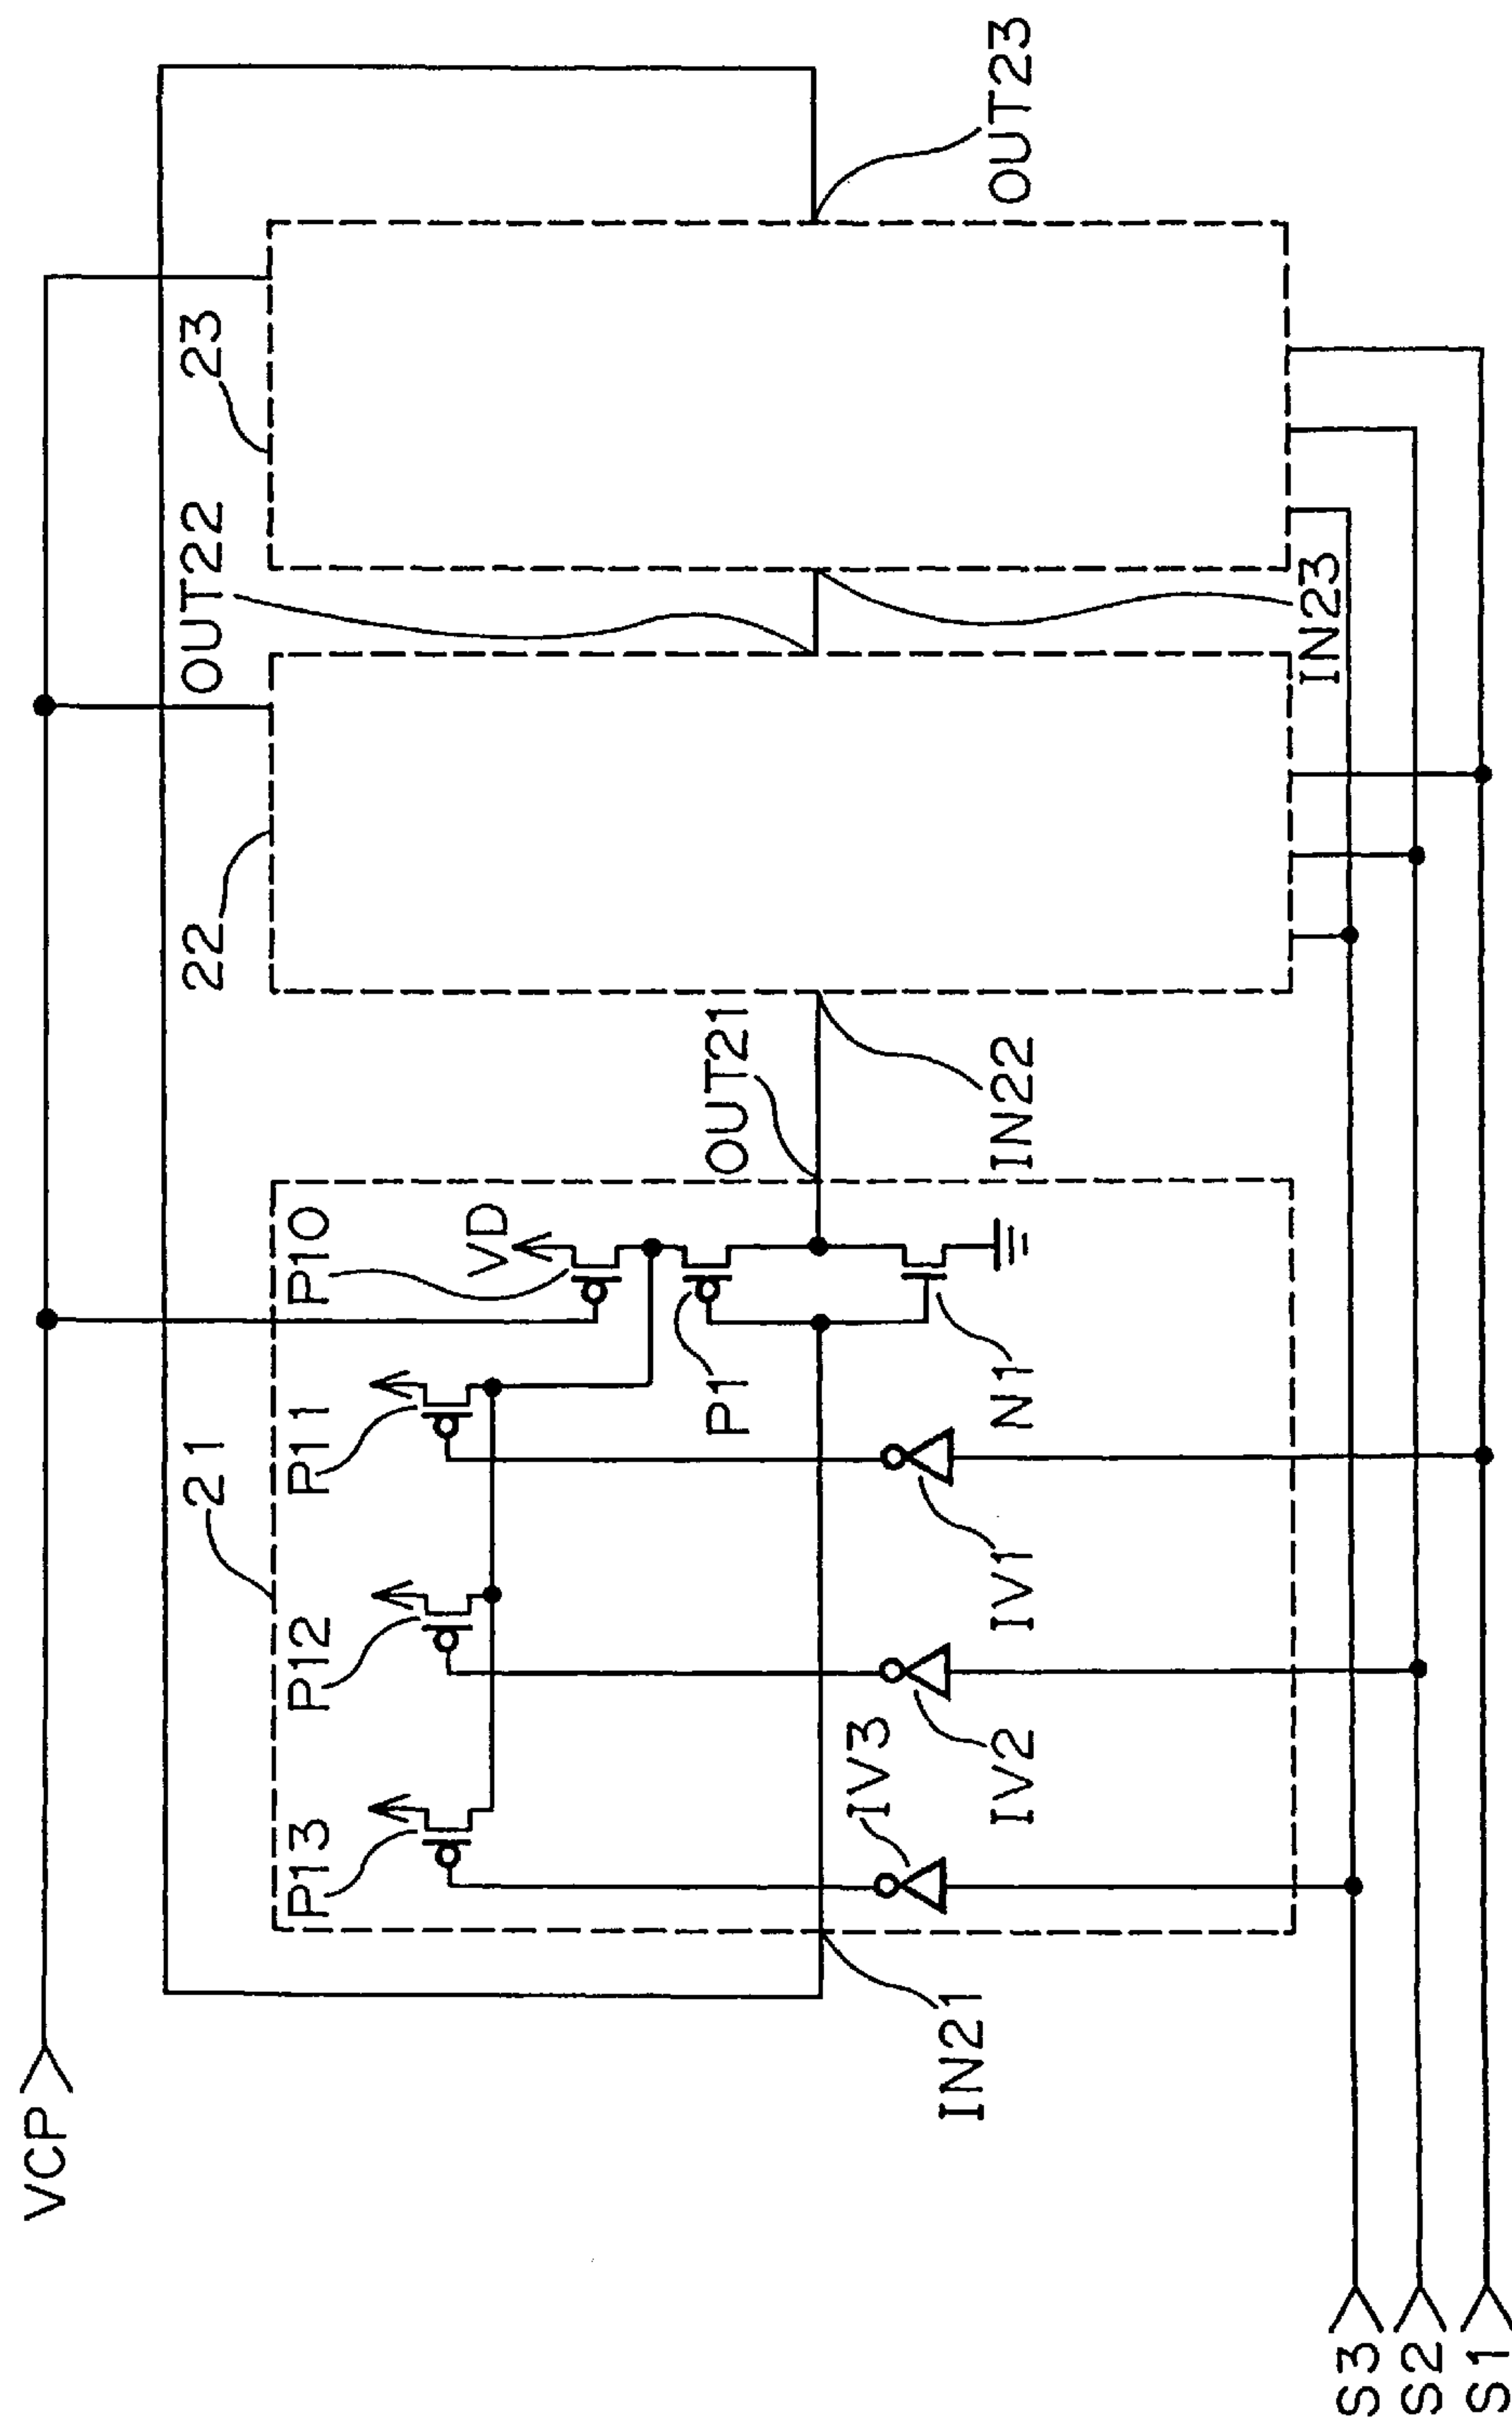 VCP
21
22
OUT22
23
P13
P12
P11
P10
VD
P1
OUT21
IN21
IV3
IV2
IV1
N1
IN22
IN23
OUT23
S3
S2
S1